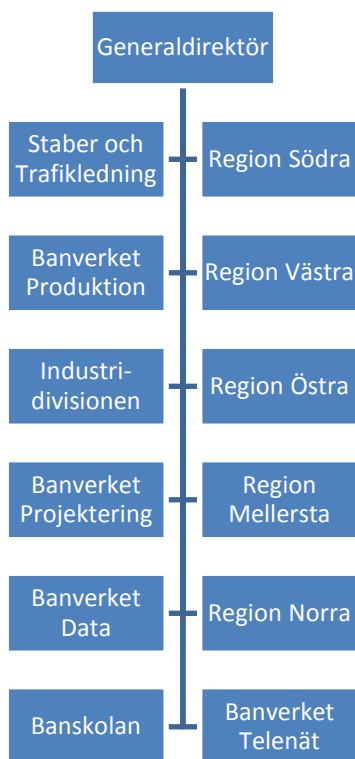 Generaldirektör
Staber och
Trafikledning
Region Södra
Banverket
Produktion
Region Västra
Industri-
divisionen
Region Östra
Banverket
Projektering
Region
Mellersta
Banverket
Data
Region Norra
Banskolan
Banverket
Telenät